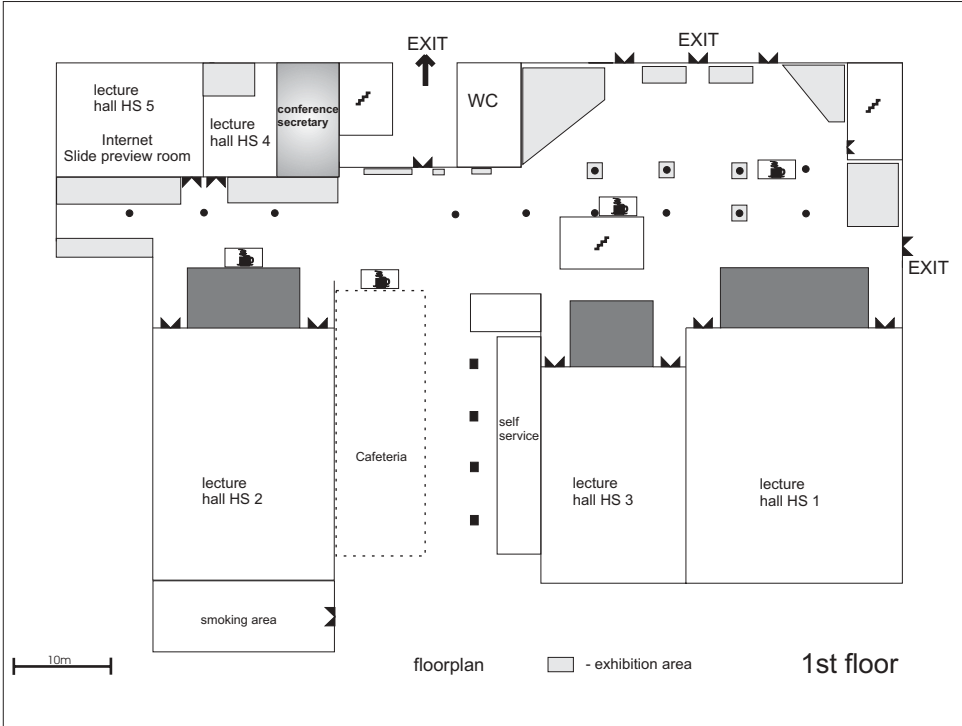 EXIT
EXIT
lecture
hall HS 5
Internet
Slide preview room
lecture
hall HS 4
conference
secretary
WC
EXIT
self
service
Cafeteria
lecture
hall HS 2
lecture
hall HS 3
lecture
hall HS 1
smoking area
10m
floorplan
- exhibition area
1st floor